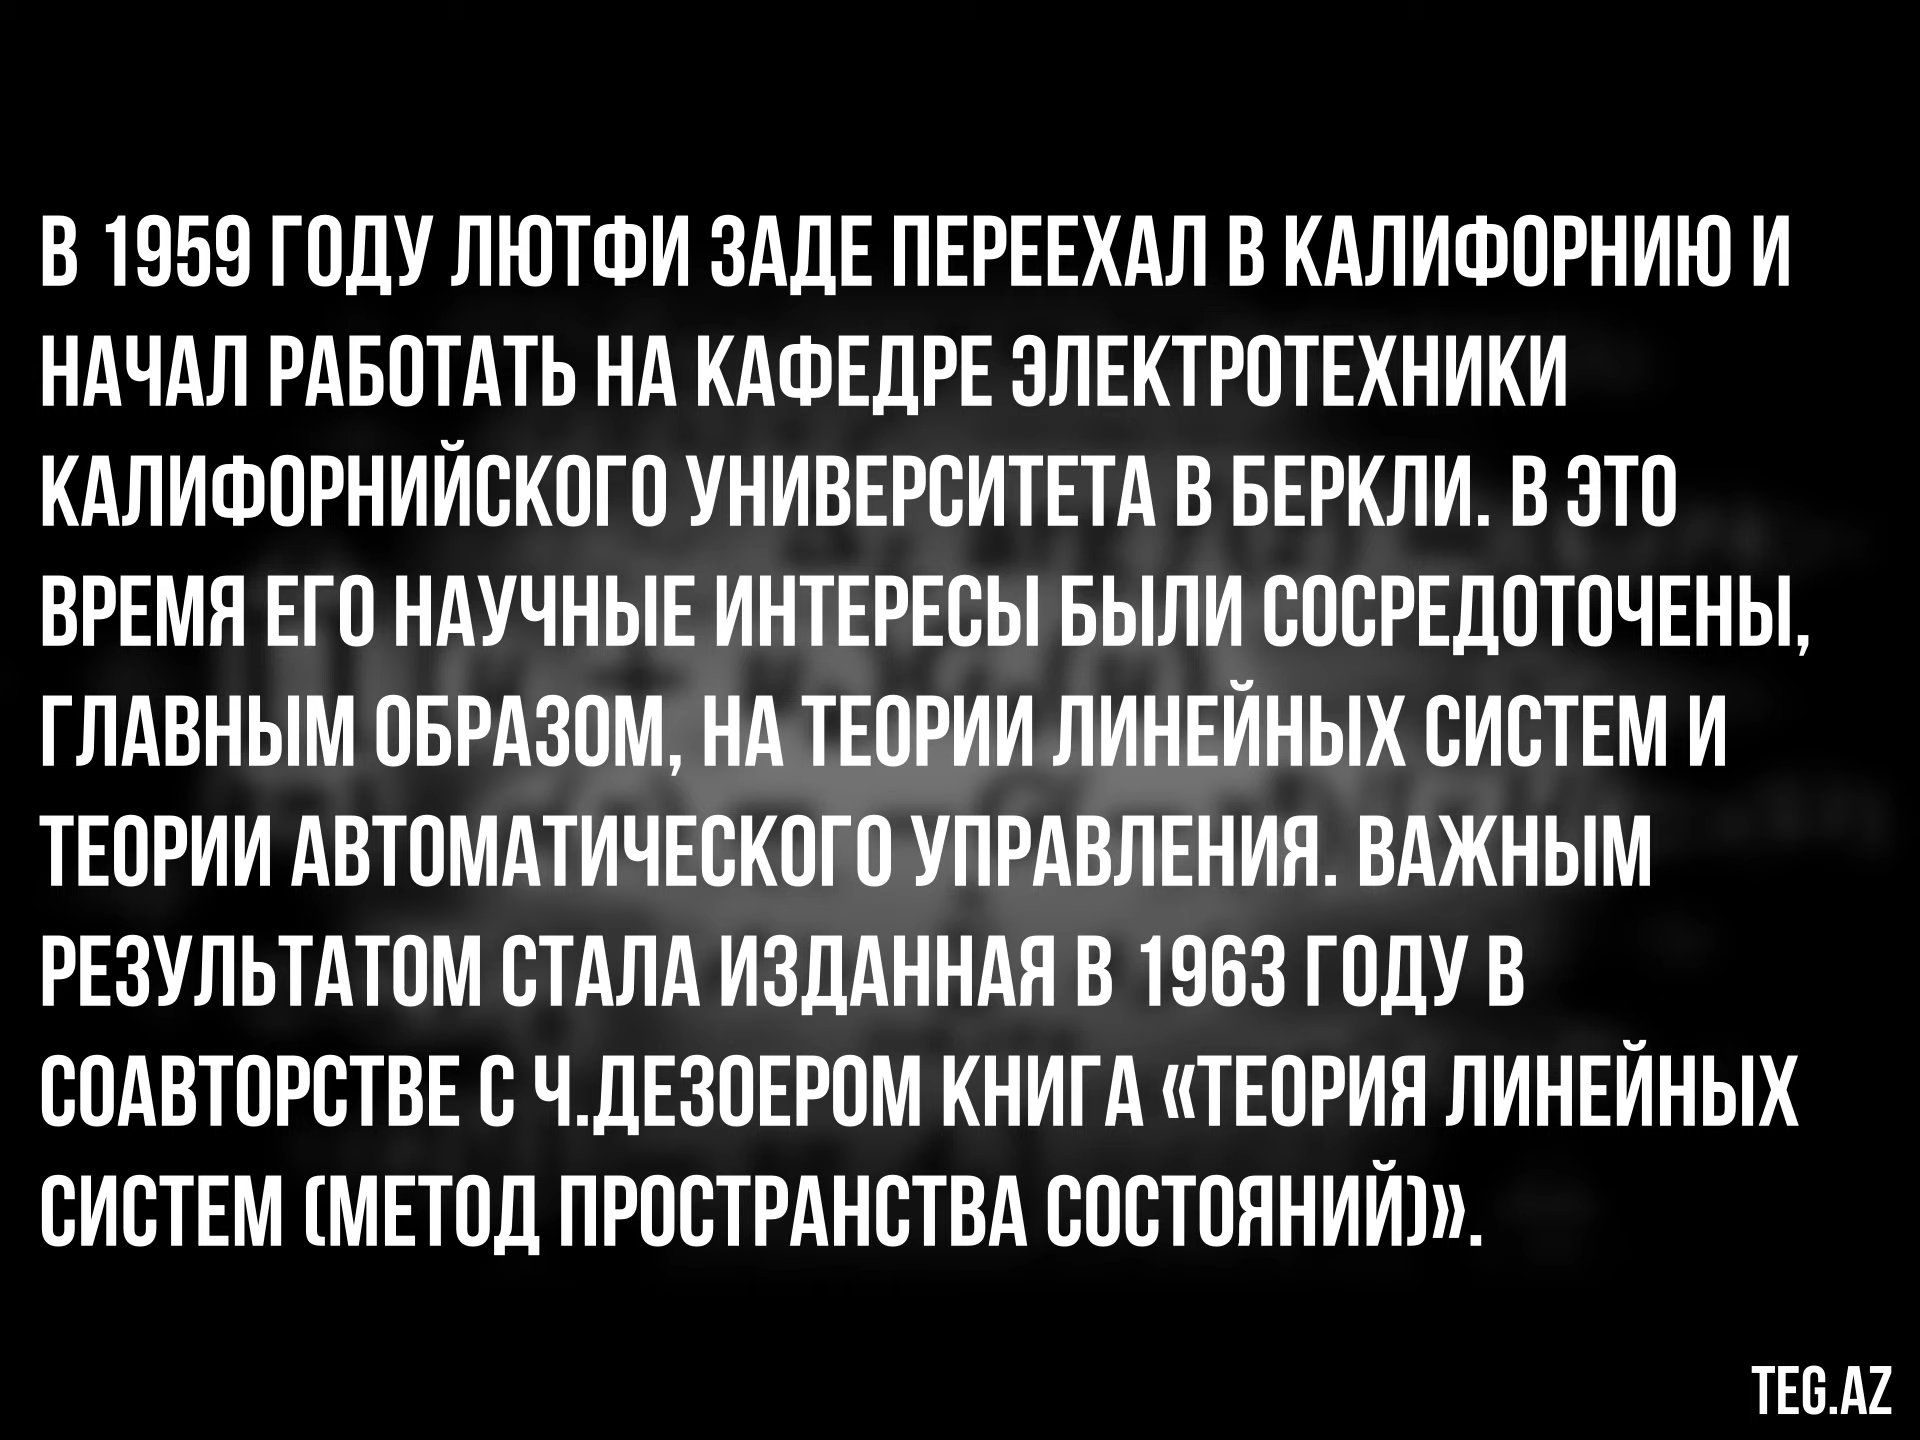 В 1959 ГОДУ ЛЮТФИ ЗАДЕ ПЕРЕЕХАЛ В КАЛИФОРНИЮ И
НАЧАЛ РАБОТАТЬ НА КАФЕДРЕ ЭЛЕКТРОТЕХНИКИ
КАЛИФОРНИЙСКОГО УНИВЕРСИТЕТА В БЕРКЛИ. В ЭТО
ВРЕМЯ ЕГО НАУЧНЫЕ ИНТЕРЕСЫ БЫЛИ СОСРЕДОТОЧЕНЫ,
ГЛАВНЫМ ОБРАЗОМ, НА ТЕОРИИ ЛИНЕЙНЫХ СИСТЕМ И
ТЕОРИИ АВТОМАТИЧЕСКОГО УПРАВЛЕНИЯ. ВАЖНЫМ
РЕЗУЛЬТАТОМ СТАЛА ИЗДАННАЯ В 1963 ГОДУ В
СОАВТОРСТВЕ С Ч.ДЕЗОЕРОМ КНИГА «ТЕОРИЯ ЛИНЕЙНЫХ
СИСТЕМ (МЕТОД ПРОСТРАНСТВА СОСТОЯНИЙ)».
TEG.AZ